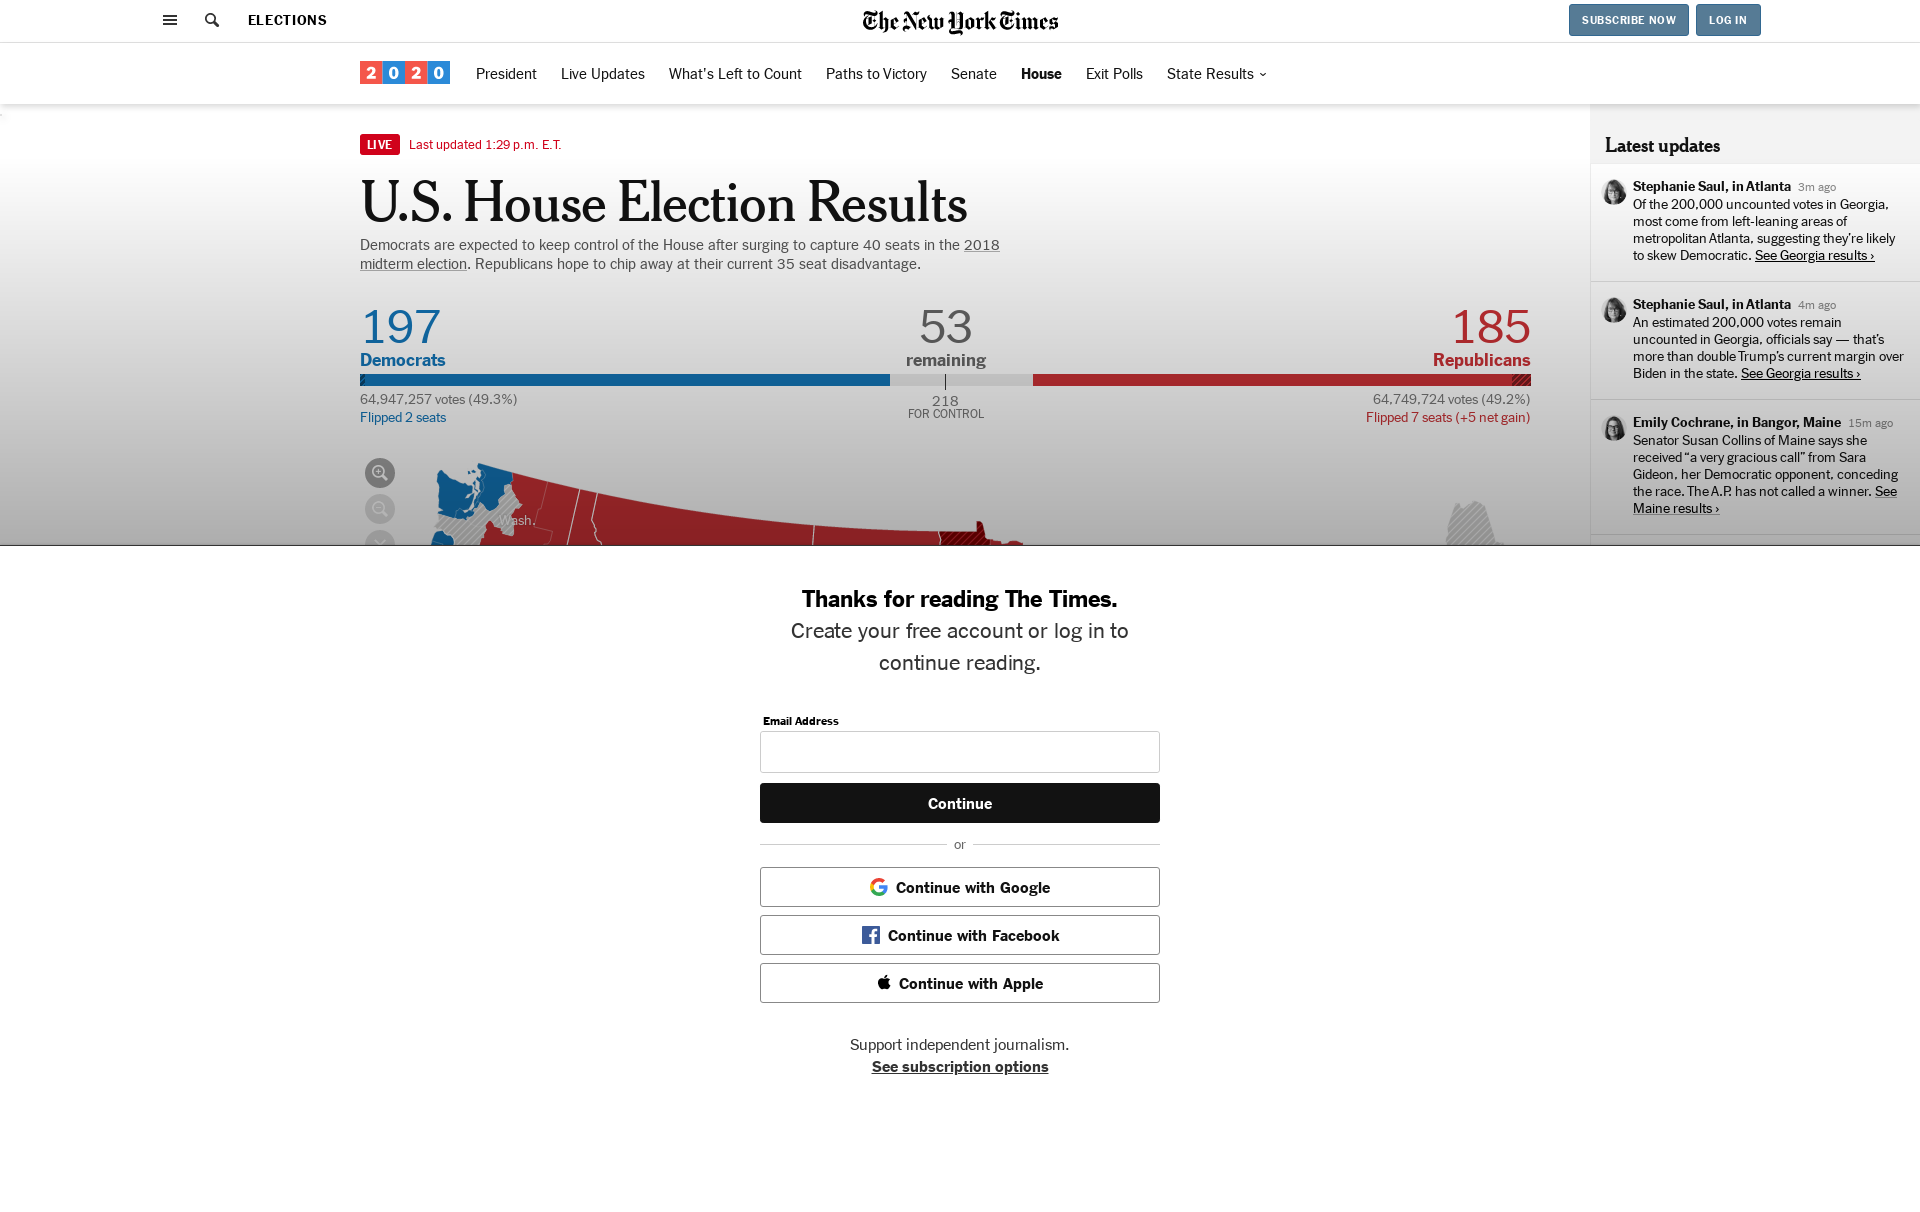 ELECTIONS
The New York Times
SUBSCRIBE NOW
LOG IN
2020
President
Live Updates
What's Left to Count
Paths to Victory
Senate
House
Exit Polls
State Results
LIVE
Last updated 1:29 p.m. E.T.
U.S. House Election Results
Democrats are expected to keep control of the House after surging to capture 40 seats in the 2018
midterm election. Republicans hope to chip away at their current 35 seat disadvantage.
197
Democrats
53
remaining
185
Republicans
64,947,257 votes (49.3%)
Flipped 2 seats
218
FOR CONTROL
64,749,724 votes (49.2%)
Flipped 7 seats (+5 net gain)
Wash.
Latest updates
Stephanie Saul, in Atlanta 3m ago
Of the 200,000 uncounted votes in Georgia,
most come from left-leaning areas of
metropolitan Atlanta, suggesting they're likely
to skew Democratic. See Georgia results ›
Stephanie Saul, in Atlanta 4m ago
An estimated 200,000 votes remain
uncounted in Georgia, officials say — that's
more than double Trump's current margin over
Biden in the state. See Georgia results ›
Emily Cochrane, in Bangor, Maine 15m ago
Senator Susan Collins of Maine says she
received “a very gracious call” from Sara
Gideon, her Democratic opponent, conceding
the race. The A.P. has not called a winner. See
Maine results ›
Thanks for reading The Times.
Create your free account or log in to
continue reading.
Email Address
Continue
or
Continue with Google
Continue with Facebook
Continue with Apple
Support independent journalism.
See subscription options